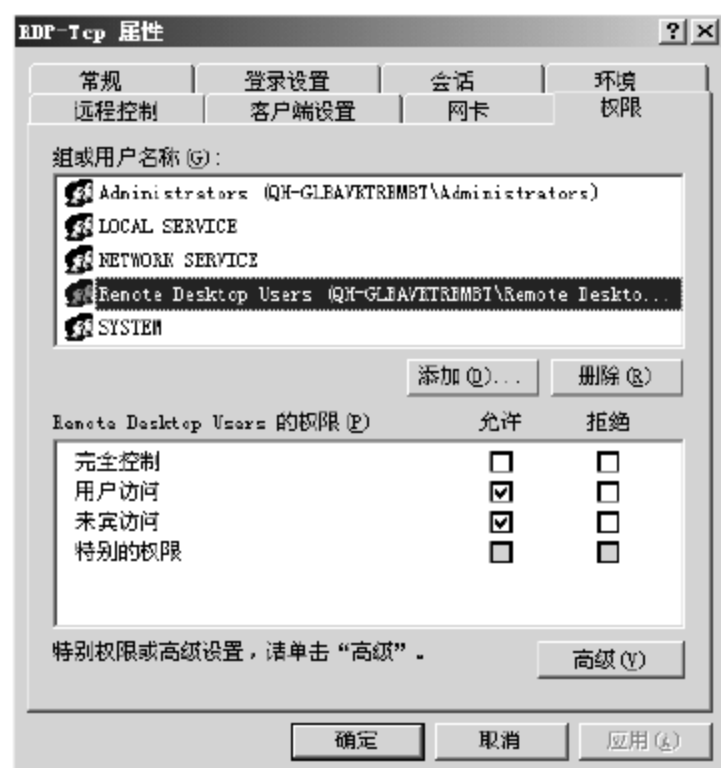 RDP-Tcp 属性
常规 登录设置 会话 环境
远程控制 客户端设置 网卡 权限
组或用户名称(G):
Administrators (QH-GLBAVKTRBMBT\Administrators)
LOCAL SERVICE
NETWORK SERVICE
Remote Desktop Users (QH-GLBAVKTRBMBT\Remote Deskto...
SYSTEM
添加(D)... 删除(R)
Remote Desktop Users 的权限(P) 允许 拒绝
完全控制
用户访问
来宾访问
特别的权限
特别权限或高级设置，请单击“高级”。
高级(V)
确定 取消 应用(A)